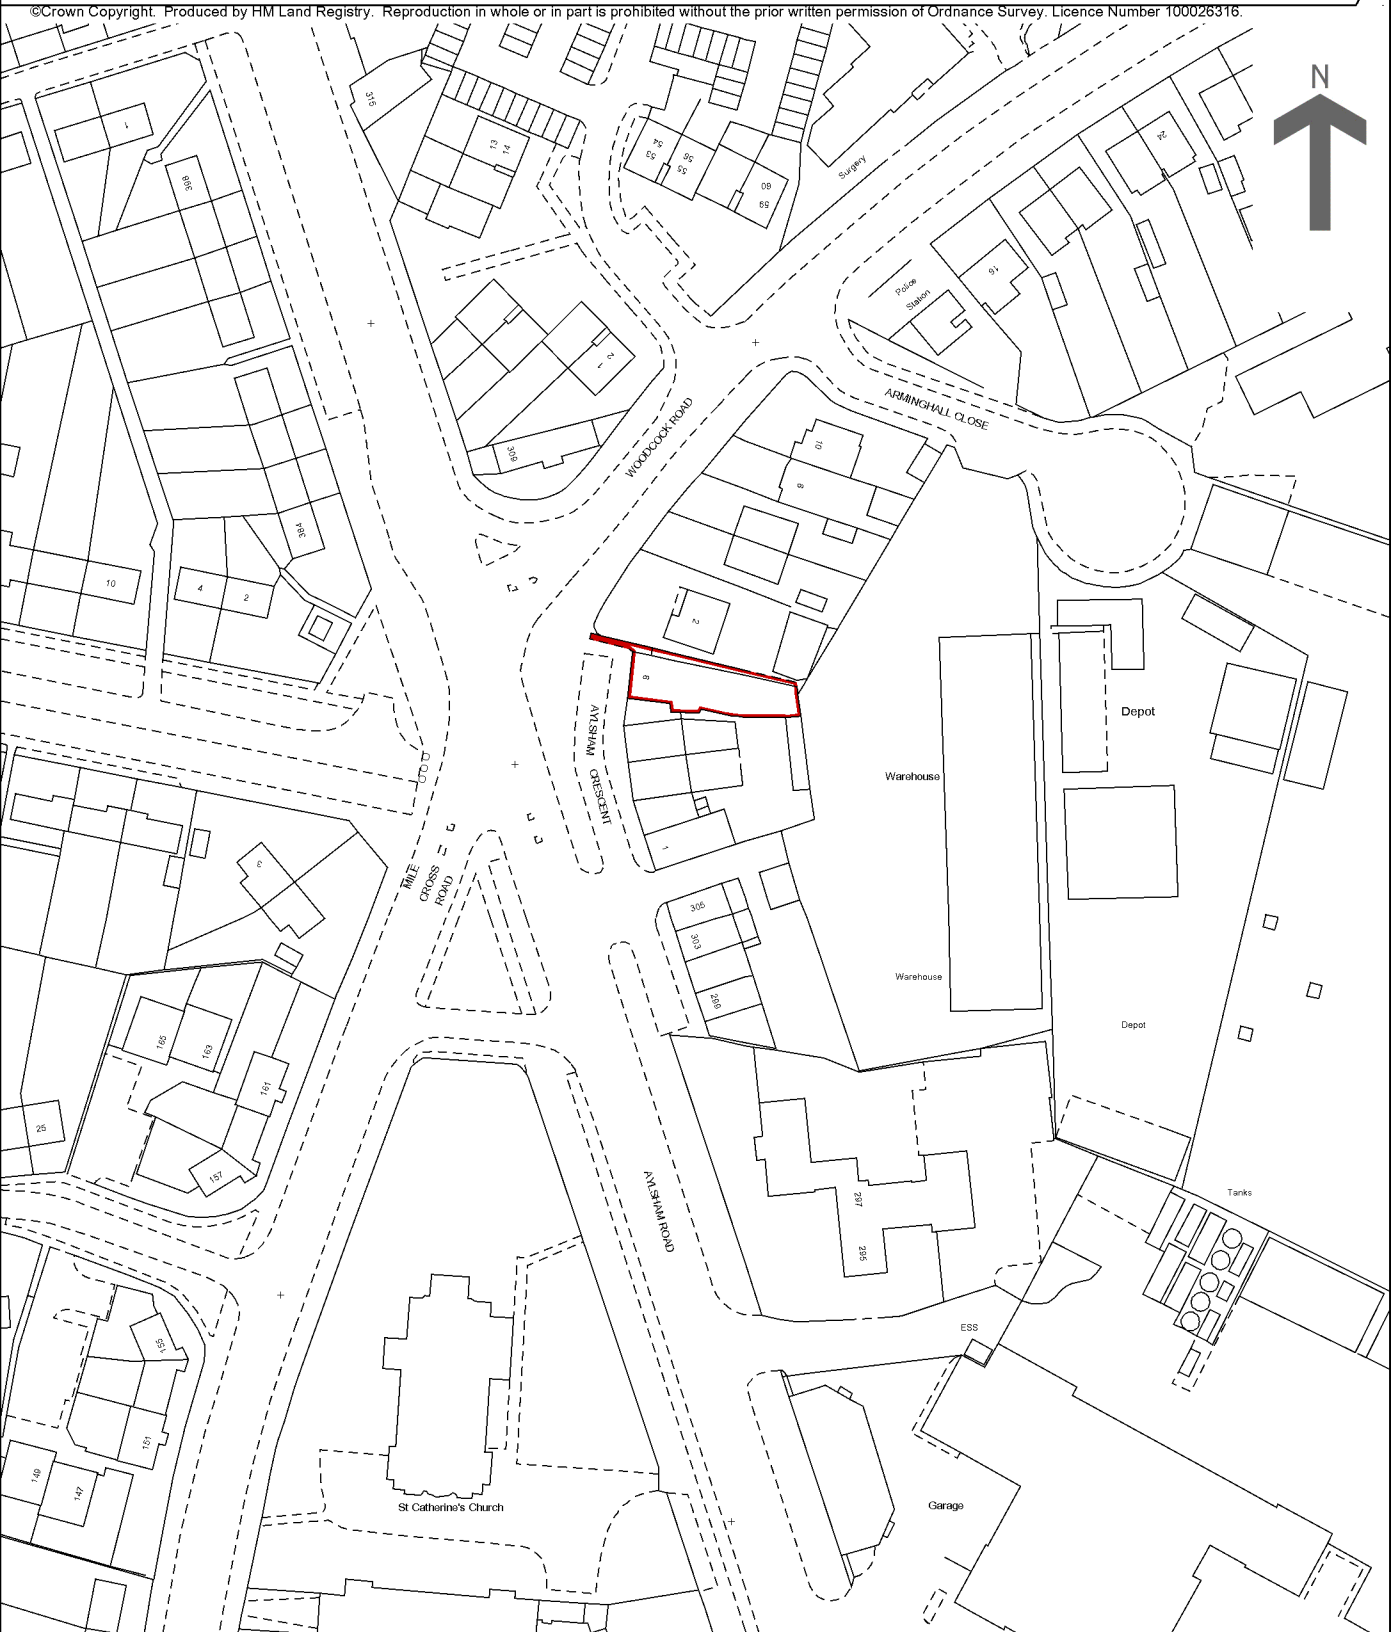 ©Crown Copyright. Produced by HM Land Registry. Reproduction in whole or in part is prohibited without the prior written permission of Ordnance Survey. Licence Number 100026316.
N
315
13
14
54
53
56
55
60
59
Surgery
24
1
398
16
Police
Station
2
1
309
WOODCOCK ROAD
ARMINGHALL CLOSE
10
384
10
4
2
2
AYLSHAM CRESCENT
1
Depot
Warehouse
MILE
CROSS
ROAD
3
305
303
299
Warehouse
Depot
165
163
161
25
157
AYLSHAM ROAD
297
295
Tanks
ESS
155
151
149
147
St Catherine's Church
Garage